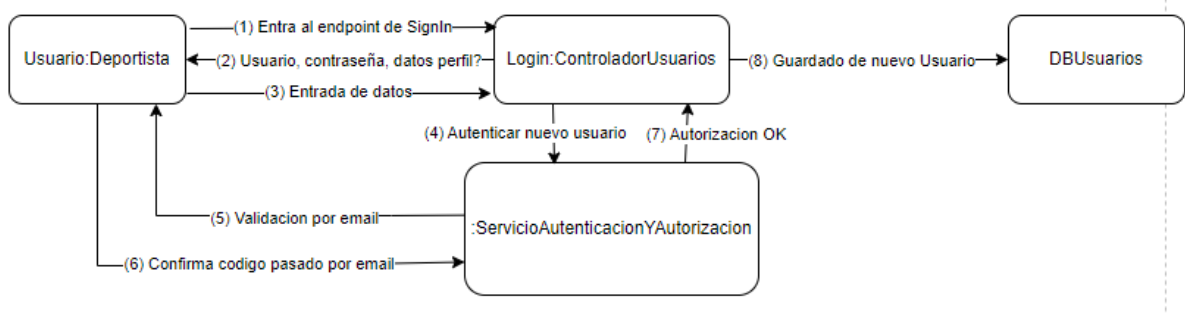 (1) Entra al endpoint de SignIn
Usuario:Deportista
(2) Usuario, contraseña, datos perfil?
Login:ControladorUsuarios
(8) Guardado de nuevo Usuario
DBUsuarios
(3) Entrada de datos
(4) Autenticar nuevo usuario
(7) Autorizacion OK
(5) Validacion por email
:ServicioAutenticacionYAutorizacion
(6) Confirma codigo pasado por email